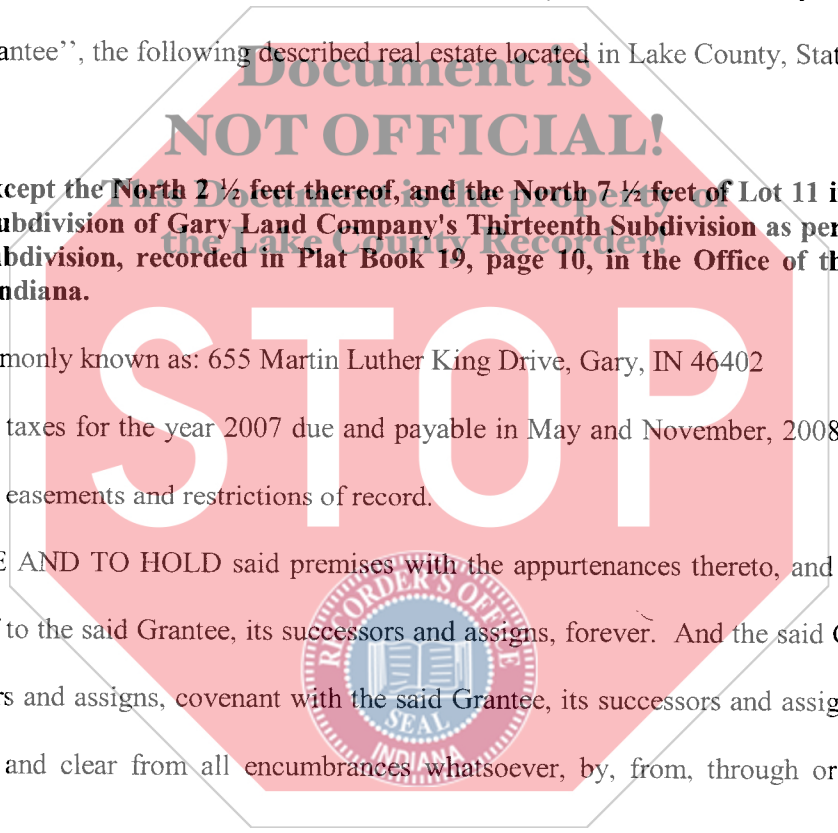 antee”, the following described real estate located in Lake County, Stat
Document is
NOT OFFICIAL!
xcept the North 2 ½ feet thereof, and the North 7 ½ feet of Lot 11 i
This Document is the property of
ubdivision of Gary Land Company's Thirteenth Subdivision as per
the Lake County Recorder!
bdivision, recorded in Plat Book 19, page 10, in the Office of th
ndiana.
STOP
monly known as: 655 Martin Luther King Drive, Gary, IN 46402
taxes for the year 2007 due and payable in May and November, 2008
easements and restrictions of record.
E AND TO HOLD said premises with the appurtenances thereto, and
to the said Grantee, its successors and assigns, forever. And the said G
rs and assigns, covenant with the said Grantee, its successors and assig
and clear from all encumbrances whatsoever, by, from, through or
RECORDER'S OFFICE
SEAL
INDIANA